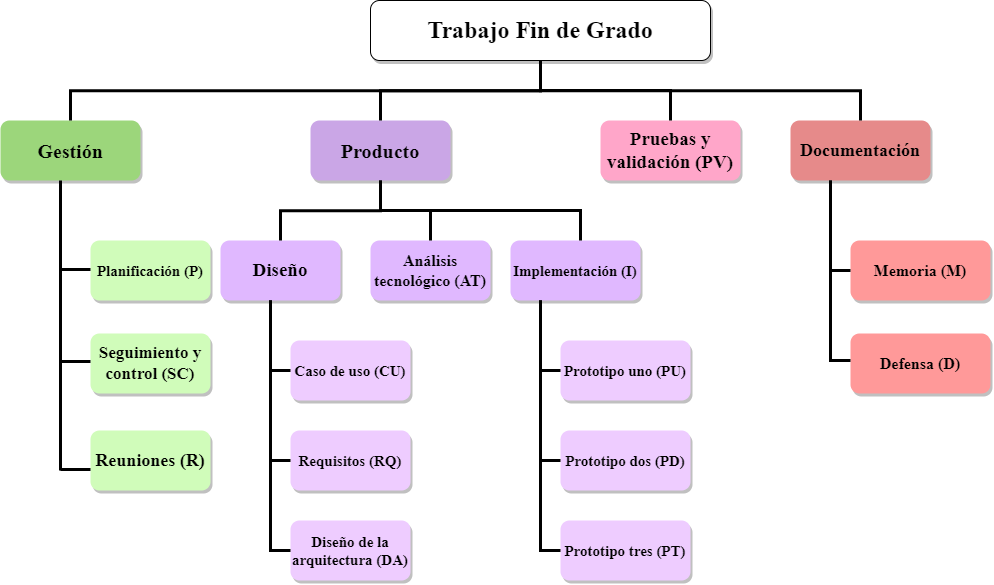 Trabajo Fin de Grado
Gestión
Producto
Pruebas y
validación (PV)
Documentación
Planificación (P)
Seguimiento y
control (SC)
Reuniones (R)
Diseño
Análisis
tecnológico (AT)
Implementación (I)
Caso de uso (CU)
Requisitos (RQ)
Diseño de la
arquitectura (DA)
Prototipo uno (PU)
Prototipo dos (PD)
Prototipo tres (PT)
Memoria (M)
Defensa (D)